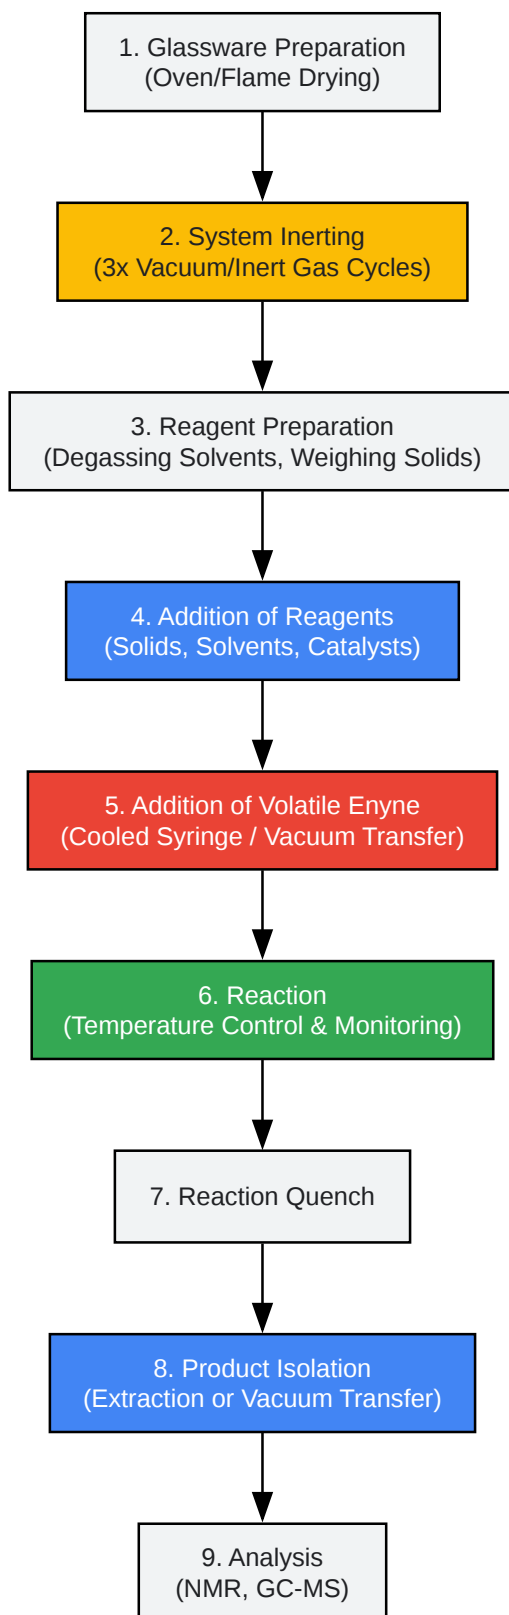 1. Glassware Preparation
(Oven/Flame Drying)
2. System Inerting
(3x Vacuum/Inert Gas Cycles)
3. Reagent Preparation
(Degassing Solvents, Weighing Solids)
4. Addition of Reagents
(Solids, Solvents, Catalysts)
5. Addition of Volatile Enyne
(Cooled Syringe / Vacuum Transfer)
6. Reaction
(Temperature Control & Monitoring)
7. Reaction Quench
8. Product Isolation
(Extraction or Vacuum Transfer)
9. Analysis
(NMR, GC-MS)